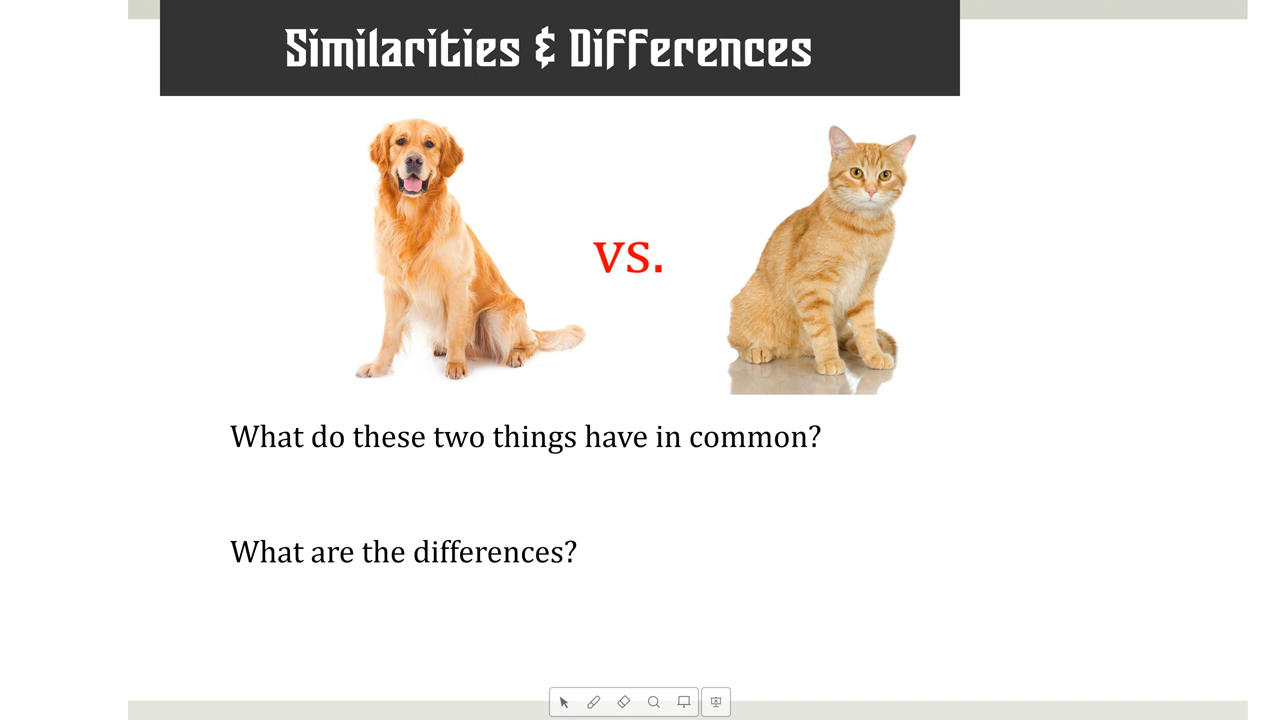 Similarities & Differences
vs.
What do these two things have in common?
What are the differences?